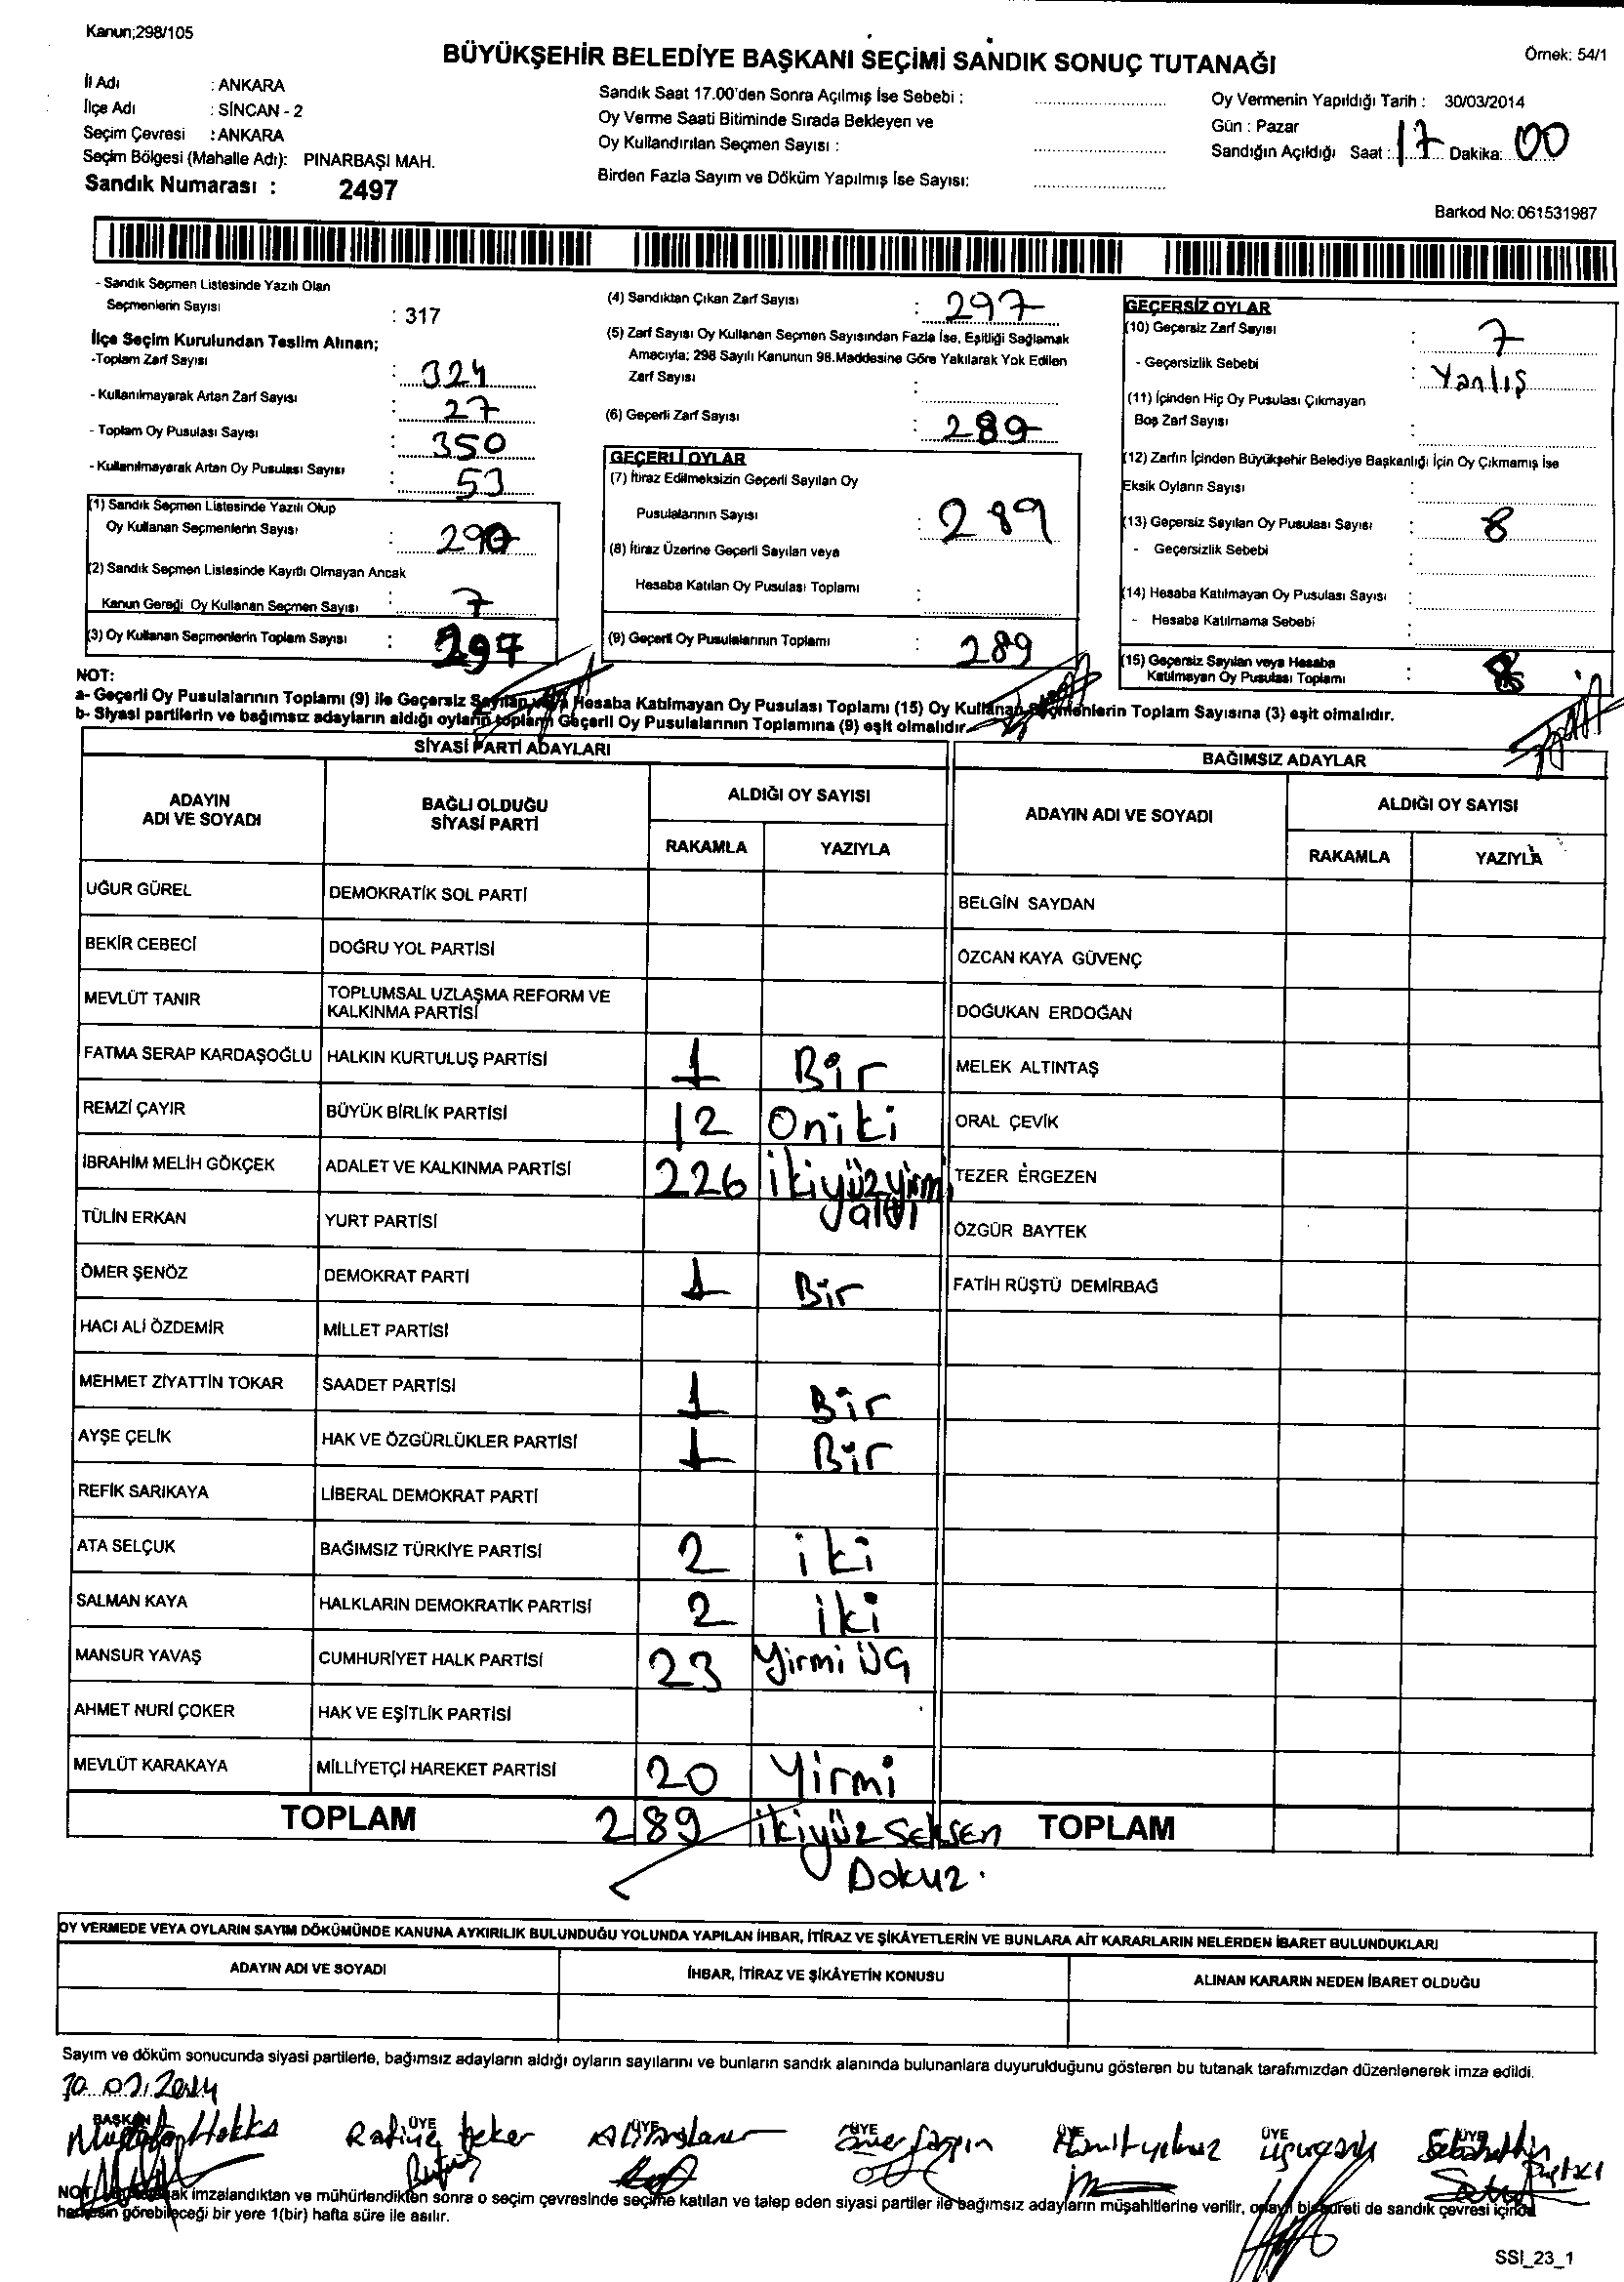 Kanun;298/105
BÜYÜKŞEHİR BELEDİYE BAŞKANI SEÇİMİ SANDIK SONUÇ TUTANAĞI
Örnek: 54/1
İl Adı : ANKARA
İlçe Adı : SİNCAN - 2
Seçim Çevresi : ANKARA
Seçim Bölgesi (Mahalle Adı): PINARBAŞI MAH.
Sandık Numarası : 2497
Sandık Saat 17.00'den Sonra Açılmış İse Sebebi :
Oy Verme Saati Bitiminde Sırada Bekleyen ve
Oy Kullandırılan Seçmen Sayısı :
Birden Fazla Sayım ve Döküm Yapılmış İse Sayısı:
Oy Vermenin Yapıldığı Tarih : 30/03/2014
Gün : Pazar
Sandığın Açıldığı Saat : 17 Dakika: 00
Barkod No: 061531987
- Sandık Seçmen Listesinde Yazılı Olan
Seçmenlerin Sayısı : 317
İlçe Seçim Kurulundan Teslim Alınan;
-Toplam Zarf Sayısı : 324
- Kullanılmayarak Artan Zarf Sayısı : 27
- Toplam Oy Pusulası Sayısı : 350
- Kullanılmayarak Artan Oy Pusulası Sayısı : 53
(1) Sandık Seçmen Listesinde Yazılı Olup
Oy Kullanan Seçmenlerin Sayısı : 290
(2) Sandık Seçmen Listesinde Kayıtlı Olmayan Ancak
Kanun Gereği Oy Kullanan Seçmen Sayısı : 7
(3) Oy Kullanan Seçmenlerin Toplam Sayısı : 297
(4) Sandıktan Çıkan Zarf Sayısı : 297
(5) Zarf Sayısı Oy Kullanan Seçmen Sayısından Fazla İse, Eşitliği Sağlamak
Amacıyla; 298 Sayılı Kanunun 98.Maddesine Göre Yakılarak Yok Edilen
Zarf Sayısı :
(6) Geçerli Zarf Sayısı : 289
GEÇERLİ OYLAR
(7) İtiraz Edilmeksizin Geçerli Sayılan Oy
Pusulalarının Sayısı : 289
(8) İtiraz Üzerine Geçerli Sayılan veya
Hesaba Katılan Oy Pusulası Toplamı :
(9) Geçerli Oy Pusulalarının Toplamı : 289
GEÇERSİZ OYLAR
(10) Geçersiz Zarf Sayısı : 7
- Geçersizlik Sebebi : Yanlış
(11) İçinden Hiç Oy Pusulası Çıkmayan
Boş Zarf Sayısı :
(12) Zarfın İçinden Büyükşehir Belediye Başkanlığı İçin Oy Çıkmamış İse
Eksik Oyların Sayısı :
(13) Geçersiz Sayılan Oy Pusulası Sayısı : 8
- Geçersizlik Sebebi :
(14) Hesaba Katılmayan Oy Pusulası Sayısı :
- Hesaba Katılmama Sebebi :
(15) Geçersiz Sayılan veya Hesaba
Katılmayan Oy Pusulası Toplamı : 8
NOT:
a- Geçerli Oy Pusulalarının Toplamı (9) ile Geçersiz Sayılan veya Hesaba Katılmayan Oy Pusulası Toplamı (15) Oy Kullanan Seçmenlerin Toplam Sayısına (3) eşit olmalıdır.
b- Siyasi partilerin ve bağımsız adayların aldığı oyların toplamı Geçerli Oy Pusulalarının Toplamına (9) eşit olmalıdır.
SİYASİ PARTİ ADAYLARI
BAĞIMSIZ ADAYLAR
ADAYIN ADI VE SOYADI BAĞLI OLDUĞU SİYASİ PARTİ ALDIĞI OY SAYISI RAKAMLA YAZIYLA
ADAYIN ADI VE SOYADI ALDIĞI OY SAYISI RAKAMLA YAZIYLA
UĞUR GÜREL DEMOKRATİK SOL PARTİ BELGİN SAYDAN
BEKİR CEBECİ DOĞRU YOL PARTİSİ ÖZCAN KAYA GÜVENÇ
MEVLÜT TANIR TOPLUMSAL UZLAŞMA REFORM VE KALKINMA PARTİSİ DOĞUKAN ERDOĞAN
FATMA SERAP KARDAŞOĞLU HALKIN KURTULUŞ PARTİSİ 1 Bir MELEK ALTINTAŞ
REMZİ ÇAYIR BÜYÜK BİRLİK PARTİSİ 12 Oniki ORAL ÇEVİK
İBRAHİM MELİH GÖKÇEK ADALET VE KALKINMA PARTİSİ 226 ikiyüzyirmi altı TEZER ERGEZEN
TÜLİN ERKAN YURT PARTİSİ ÖZGÜR BAYTEK
ÖMER ŞENÖZ DEMOKRAT PARTİ 1 Bir FATİH RÜŞTÜ DEMİRBAĞ
HACI ALİ ÖZDEMİR MİLLET PARTİSİ
MEHMET ZİYATTİN TOKAR SAADET PARTİSİ 1 Bir
AYŞE ÇELİK HAK VE ÖZGÜRLÜKLER PARTİSİ 1 Bir
REFİK SARIKAYA LİBERAL DEMOKRAT PARTİ
ATA SELÇUK BAĞIMSIZ TÜRKİYE PARTİSİ 2 iki
SALMAN KAYA HALKLARIN DEMOKRATİK PARTİSİ 2 iki
MANSUR YAVAŞ CUMHURİYET HALK PARTİSİ 23 Yirmi üç
AHMET NURİ ÇOKER HAK VE EŞİTLİK PARTİSİ
MEVLÜT KARAKAYA MİLLİYETÇİ HAREKET PARTİSİ 20 Yirmi
TOPLAM 289 ikiyüz seksen Dokuz. TOPLAM
OY VERMEDE VEYA OYLARIN SAYIM DÖKÜMÜNDE KANUNA AYKIRILIK BULUNDUĞU YOLUNDA YAPILAN İHBAR, İTİRAZ VE ŞİKÂYETLERİN VE BUNLARA AİT KARARLARIN NELERDEN İBARET BULUNDUKLARI
ADAYIN ADI VE SOYADI İHBAR, İTİRAZ VE ŞİKÂYETİN KONUSU ALINAN KARARIN NEDEN İBARET OLDUĞU
Sayım ve döküm sonucunda siyasi partilerle, bağımsız adayların aldığı oyların sayılarını ve bunların sandık alanında bulunanlara duyurulduğunu gösteren bu tutanak tarafımızdan düzenlenerek imza edildi.
30.03.2014
BAŞKAN ÜYE ÜYE ÜYE ÜYE ÜYE ÜYE
NOT: imzalandıktan ve mühürlendikten sonra o seçim çevresinde seçime katılan ve talep eden siyasi partiler ile bağımsız adayların müşahitlerine verilir, onaylı bir sureti de sandık çevresi içinde
herkesin görebileceği bir yere 1(bir) hafta süre ile asılır.
SSI_23_1